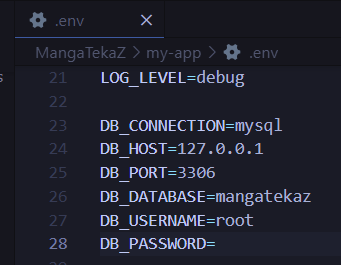 .env
MangaTekaZ > my-app > .env
21 LOG_LEVEL=debug
22
23 DB_CONNECTION=mysql
24 DB_HOST=127.0.0.1
25 DB_PORT=3306
26 DB_DATABASE=mangatekaz
27 DB_USERNAME=root
28 DB_PASSWORD=